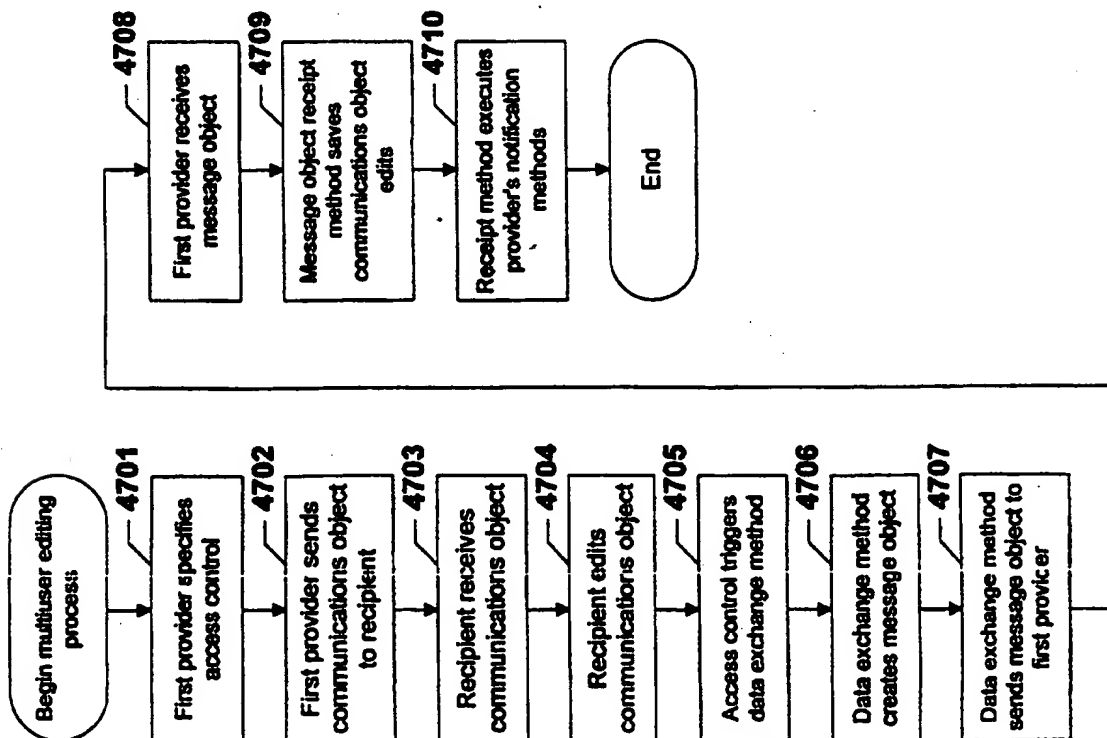 Begin multiuser editing
process
4701
First provider specifies
access control
4702
First provider sends
communications object
to recipient
4703
Recipient receives
communications object
4704
Recipient edits
communications object
4705
Access control triggers
data exchange method
4706
Data exchange method
creates message object
4707
Data exchange method
sends message object to
first provider
4708
First provider receives
message object
4709
Message object receipt
method saves
communications object
edits
4710
Receipt method executes
provider's notification
methods
End